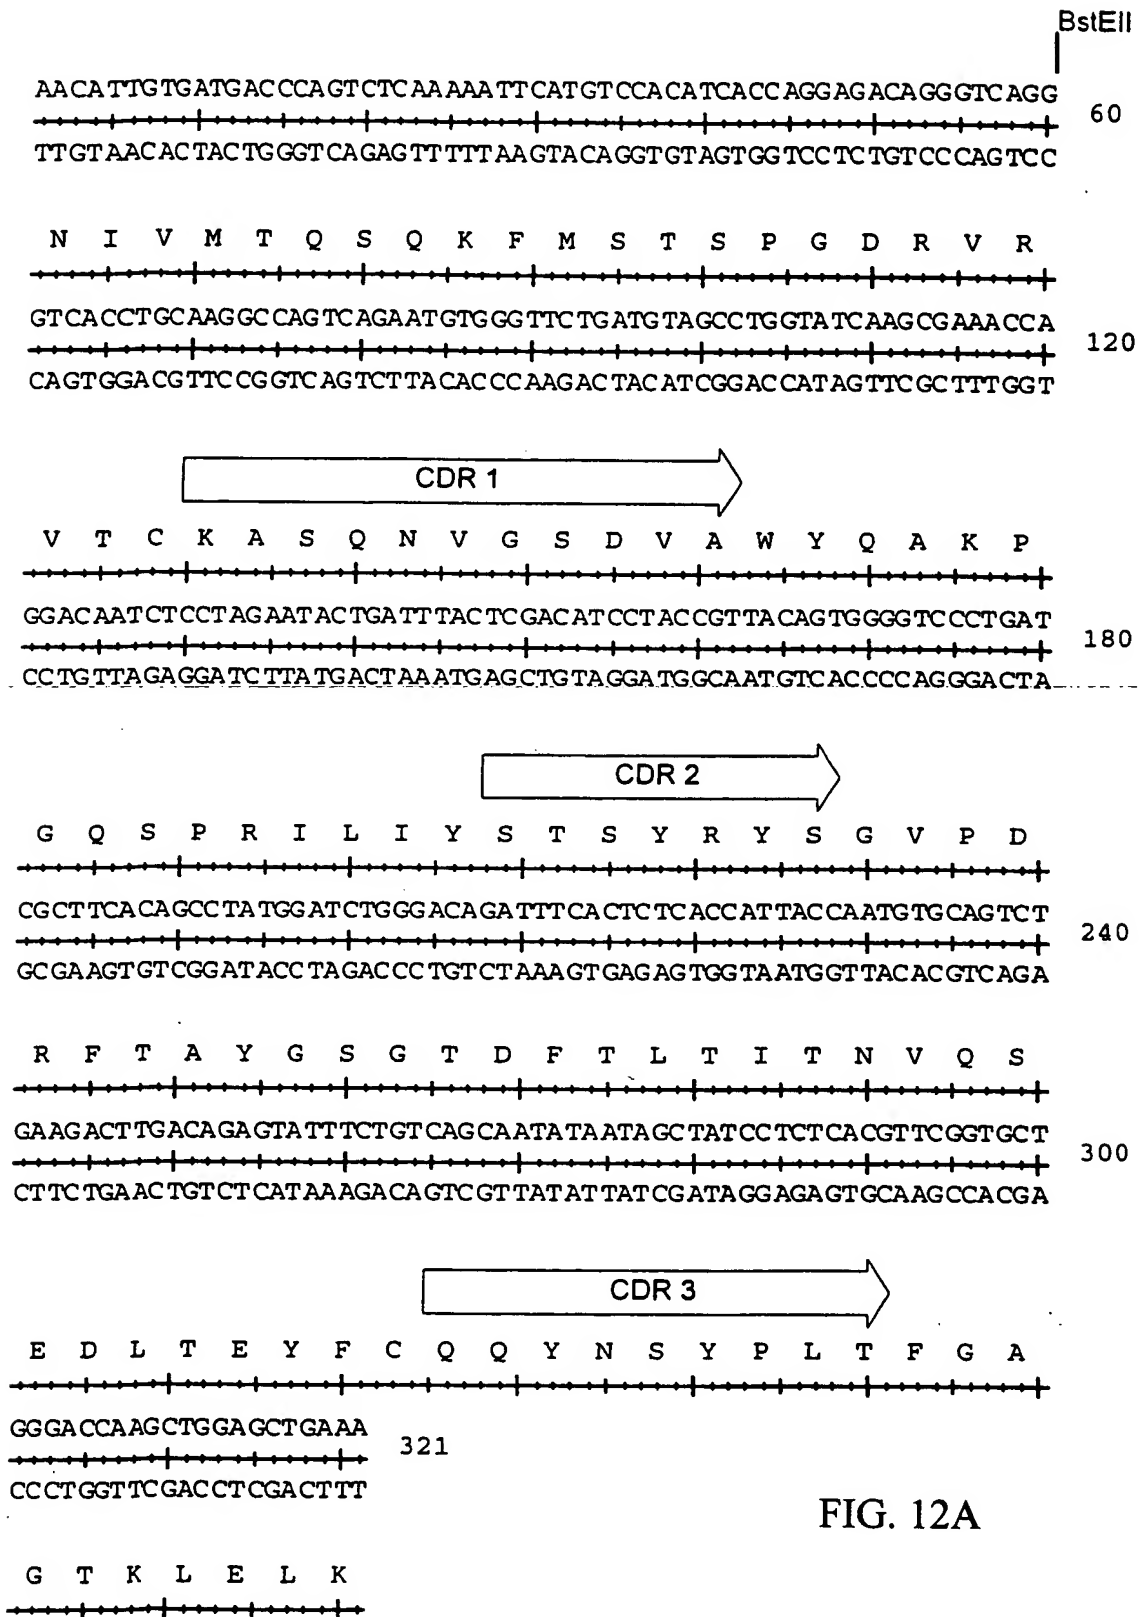 BstEII
AACATTGTGATGACCCAGTCTCAAAAATTCATGTCCACATCACCAGGAGACAGGGTCAGG
60
TTGTAACACTACTGGGTCAGAGTTTTTAAGTACAGGTGTAGTGGTCCTCTGTCCCAGTCC
N I V M T Q S Q K F M S T S P G D R V R
GTCACCTGCAAGGCCAGTCAGAATGTGGGTTCTGATGTAGCCTGGTATCAAGCGAAACCA
120
CAGTGGACGTTCCGGTCAGTCTTACACCCAAGACTACATCGGACCATAGTTCGCTTTGGT
CDR 1
V T C K A S Q N V G S D V A W Y Q A K P
GGACAATCTCCTAGAATACTGATTTACTCGACATCCTACCGTTACAGTGGGGTCCCTGAT
180
CCTGTTAGAGGATCTTATGACTAAATGAGCTGTAGGATGGCAATGTCACCCCAGGGACTA
CDR 2
G Q S P R I L I Y S T S Y R Y S G V P D
CGCTTCACAGCCTATGGATCTGGGACAGATTTCACTCTCACCATTACCAATGTGCAGTCT
240
GCGAAGTGTCGGATACCTAGACCCTGTCTAAAGTGAGAGTGGTAATGGTTACACGTCAGA
R F T A Y G S G T D F T L T I T N V Q S
GAAGACTTGACAGAGTATTTCTGTCAGCAATATAATAGCTATCCTCTCACGTTCGGTGCT
300
CTTCTGAACTGTCTCATAAAGACAGTCGTTATATTATCGATAGGAGAGTGCAAGCCACGA
CDR 3
E D L T E Y F C Q Q Y N S Y P L T F G A
GGGACCAAGCTGGAGCTGAAA
321
CCCTGGTTCGACCTCGACTTT
FIG. 12A
G T K L E L K